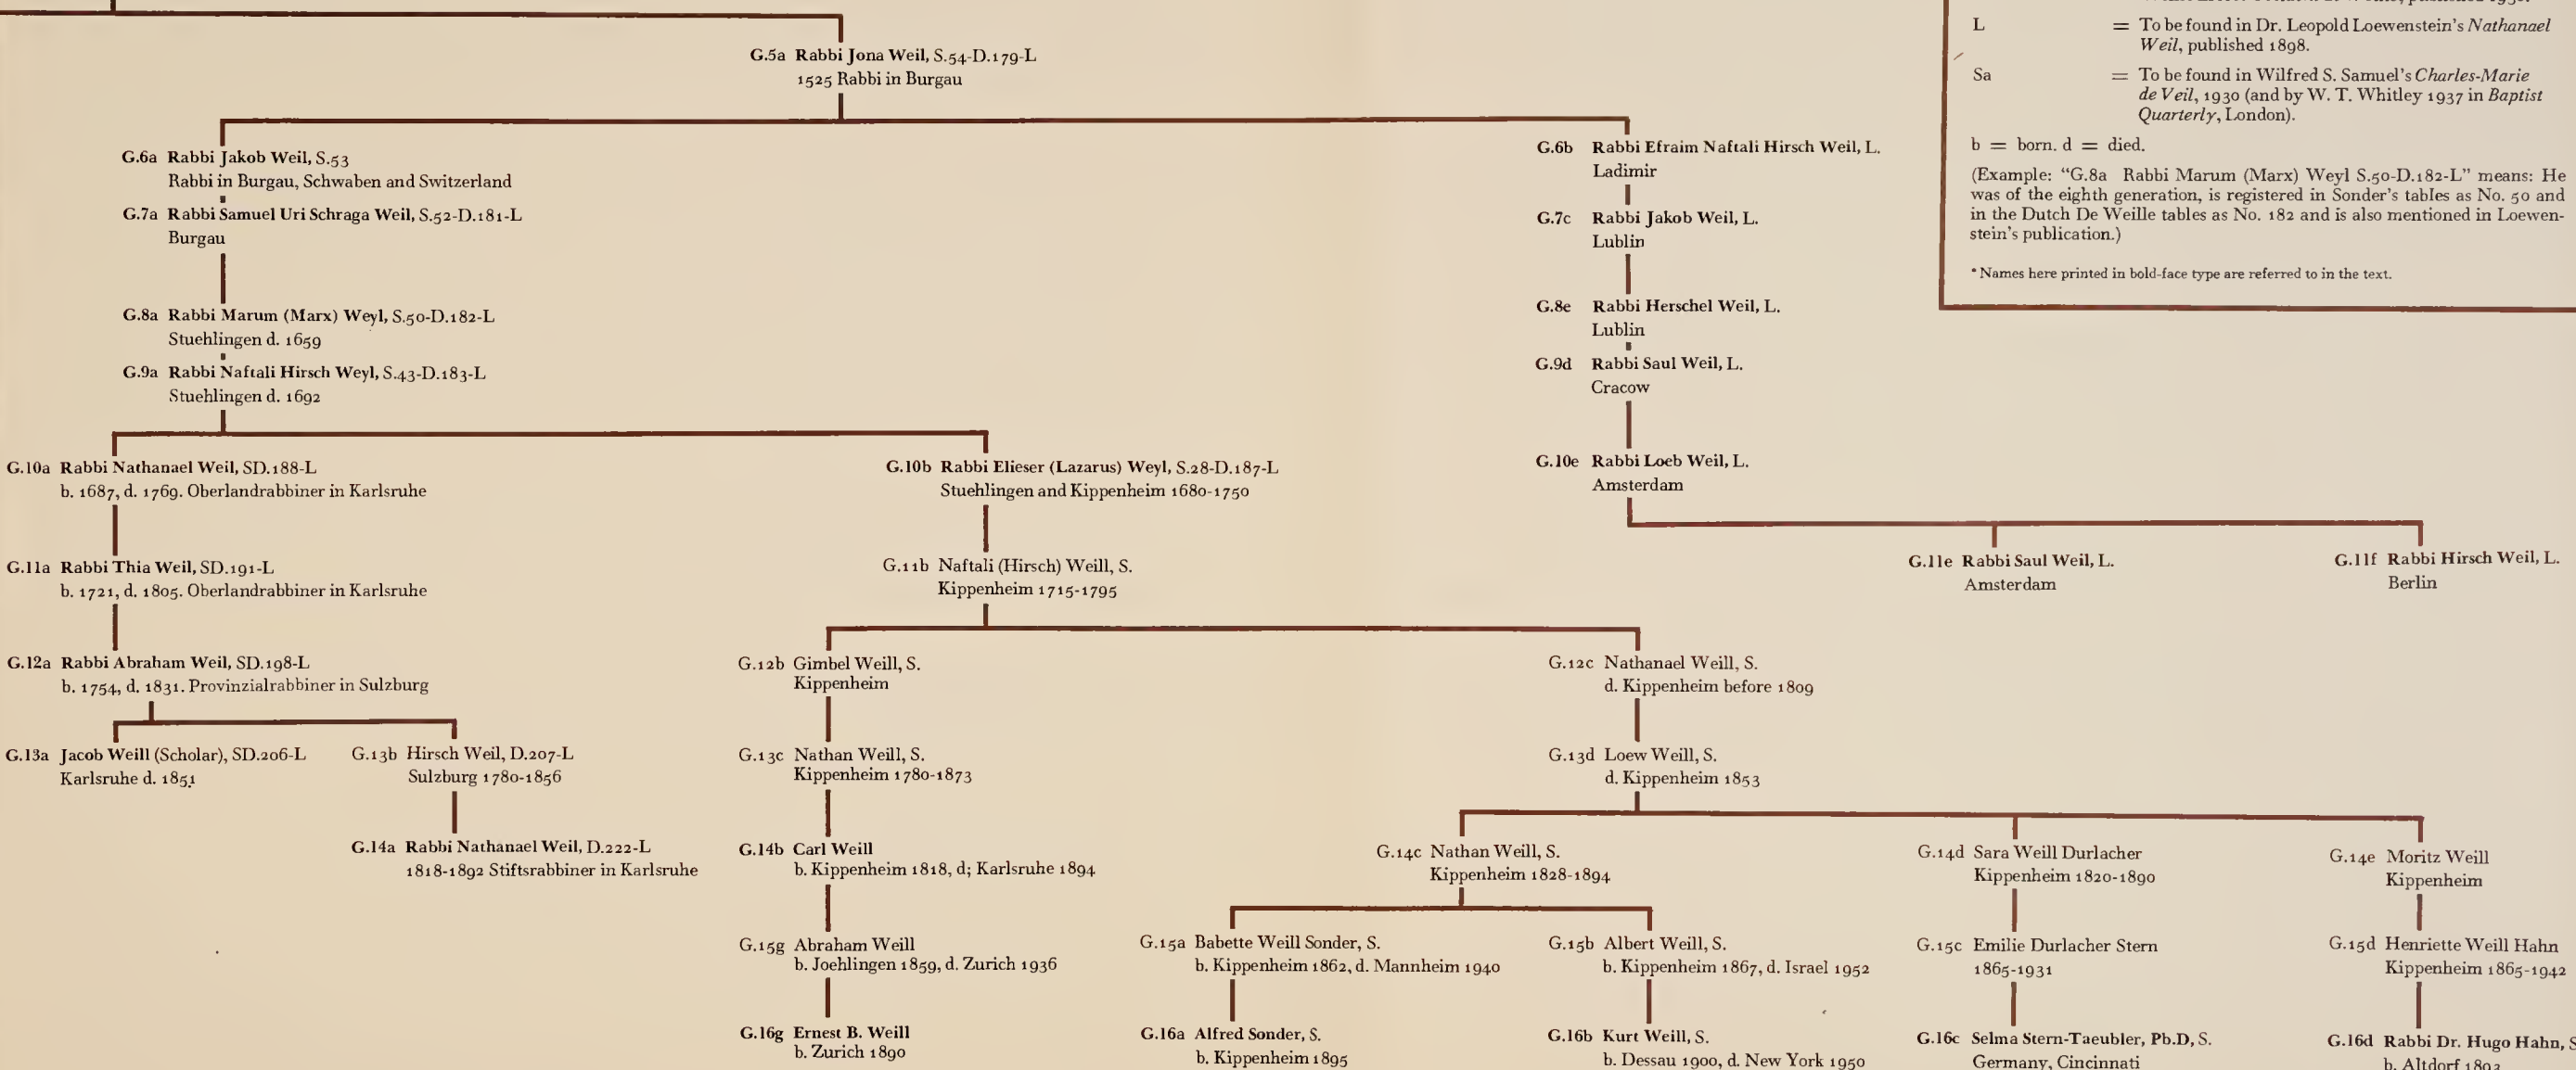 G.5a Rabbi Jona Weil, S.54-D.179-L
1525 Rabbi in Burgau
L = To be found in Dr. Leopold Loewenstein's Nathanael
Weil, published 1898.
Sa = To be found in Wilfred S. Samuel's Charles-Marie
de Veil, 1930 (and by W. T. Whitley 1937 in Baptist
Quarterly, London).
b = born. d = died.
(Example: "G.8a Rabbi Marum (Marx) Weyl S.50-D.182-L" means: He
was of the eighth generation, is registered in Sonder's tables as No. 50 and
in the Dutch De Weille tables as No. 182 and is also mentioned in Loewen-
stein's publication.)
*Names here printed in bold-face type are referred to in the text.
G.6a Rabbi Jakob Weil, S.53
Rabbi in Burgau, Schwaben and Switzerland
G.6b Rabbi Efraim Naftali Hirsch Weil, L.
Ladimir
G.7a Rabbi Samuel Uri Schraga Weil, S.52-D.181-L
Burgau
G.7c Rabbi Jakob Weil, L.
Lublin
G.8a Rabbi Marum (Marx) Weyl, S.50-D.182-L
Stuehlingen d. 1659
G.8e Rabbi Herschel Weil, L.
Lublin
G.9a Rabbi Naftali Hirsch Weyl, S.43-D.183-L
Stuehlingen d. 1692
G.9d Rabbi Saul Weil, L.
Cracow
G.10a Rabbi Nathanael Weil, SD.188-L
b. 1687, d. 1769. Oberlandrabbiner in Karlsruhe
G.10b Rabbi Elieser (Lazarus) Weyl, S.28-D.187-L
Stuehlingen and Kippenheim 1680-1750
G.10e Rabbi Loeb Weil, L.
Amsterdam
G.11a Rabbi Thia Weil, SD.191-L
b. 1721, d. 1805. Oberlandrabbiner in Karlsruhe
G.11b Naftali (Hirsch) Weill, S.
Kippenheim 1715-1795
G.11e Rabbi Saul Weil, L.
Amsterdam
G.11f Rabbi Hirsch Weil, L.
Berlin
G.12a Rabbi Abraham Weil, SD.198-L
b. 1754, d. 1831. Provinzialrabbiner in Sulzburg
G.12b Gimbel Weill, S.
Kippenheim
G.12c Nathanael Weill, S.
d. Kippenheim before 1809
G.13a Jacob Weill (Scholar), SD.206-L
Karlsruhe d. 1851
G.13b Hirsch Weil, D.207-L
Sulzburg 1780-1856
G.13c Nathan Weill, S.
Kippenheim 1780-1873
G.13d Loew Weill, S.
d. Kippenheim 1853
G.14a Rabbi Nathanael Weil, D.222-L
1818-1892 Stiftsrabbiner in Karlsruhe
G.14b Carl Weill
b. Kippenheim 1818, d; Karlsruhe 1894
G.14c Nathan Weill, S.
Kippenheim 1828-1894
G.14d Sara Weill Durlacher
Kippenheim 1820-1890
G.14e Moritz Weill
Kippenheim
G.15g Abraham Weill
b. Joehlingen 1859, d. Zurich 1936
G.15a Babette Weill Sonder, S.
b. Kippenheim 1862, d. Mannheim 1940
G.15b Albert Weill, S.
b. Kippenheim 1867, d. Israel 1952
G.15c Emilie Durlacher Stern
1865-1931
G.15d Henriette Weill Hahn
Kippenheim 1865-1942
G.16g Ernest B. Weill
b. Zurich 1890
G.16a Alfred Sonder, S.
b. Kippenheim 1895
G.16b Kurt Weill, S.
b. Dessau 1900, d. New York 1950
G.16c Selma Stern-Taeubler, Ph.D, S.
Germany, Cincinnati
G.16d Rabbi Dr. Hugo Hahn, S
b. Altdorf